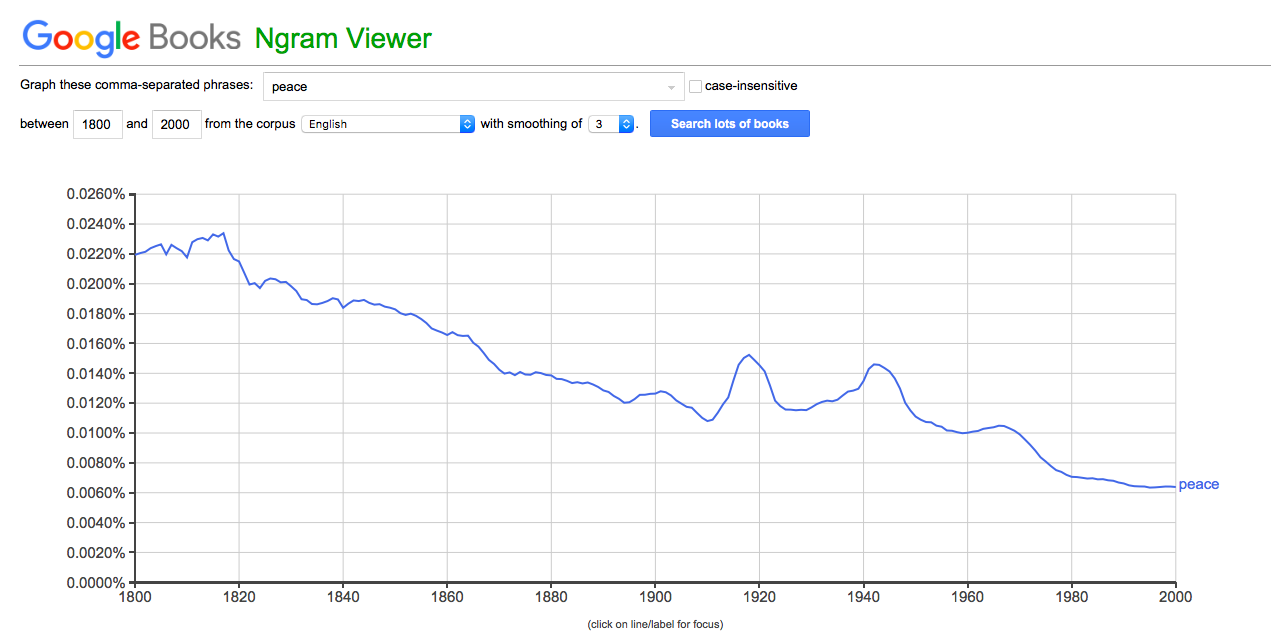 Google Books Ngram Viewer
Graph these comma-separated phrases: peace case-insensitive
between 1800 and 2000 from the corpus English with smoothing of 3 . Search lots of books
0.0260%
0.0240%
0.0220%
0.0200%
0.0180%
0.0160%
0.0140%
0.0120%
0.0100%
0.0080%
0.0060%
peace
0.0040%
0.0020%
0.0000%
1800 1820 1840 1860 1880 1900 1920 1940 1960 1980 2000
(click on line/label for focus)